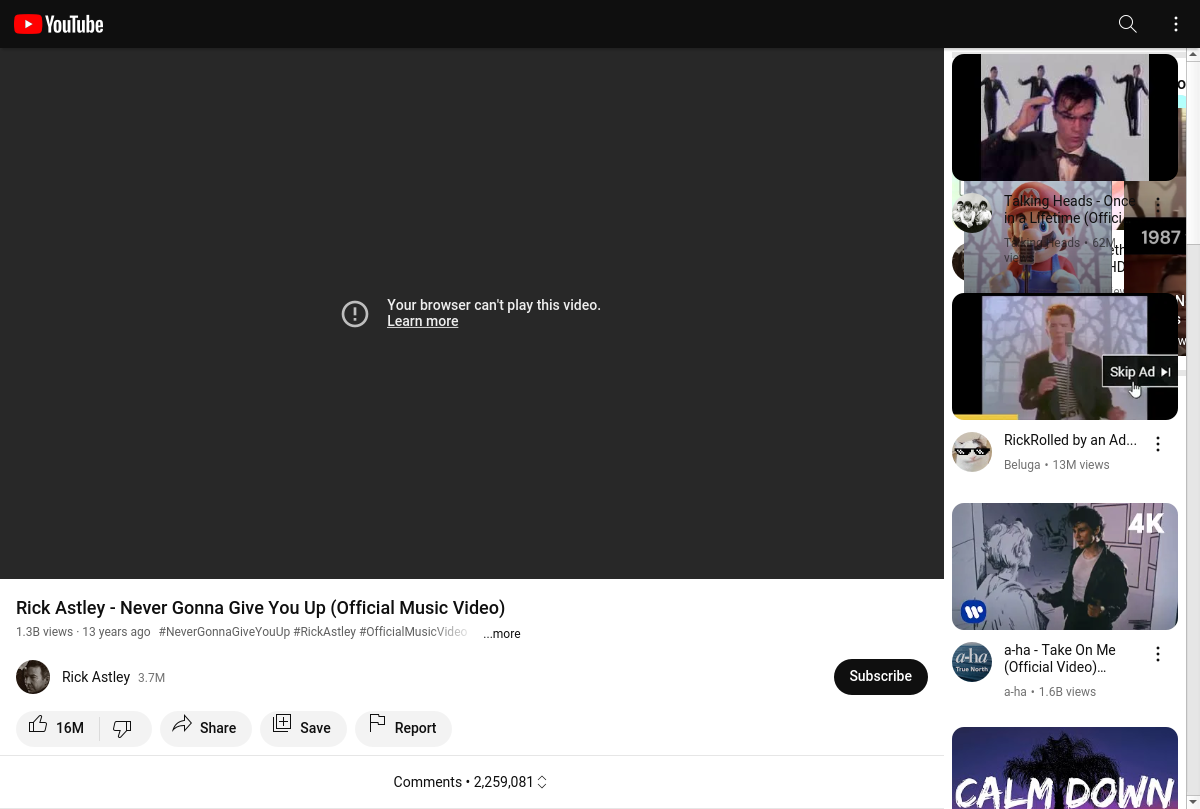 YouTube
Your browser can't play this video.
Learn more
Rick Astley - Never Gonna Give You Up (Official Music Video)
1.3B views · 13 years ago #NeverGonnaGiveYouUp #RickAstley #OfficialMusicVideo
...more
Rick Astley 3.7M
Subscribe
16M
Share
Save
Report
Comments • 2,259,081
Talking Heads - Once
in a Lifetime (Offici
Talking Heads • 62M
1987
Skip Ad
RickRolled by an Ad...
Beluga • 13M views
4K
a-ha
True North
a-ha - Take On Me
(Official Video)…
a-ha • 1.6B views
CALM DOWN